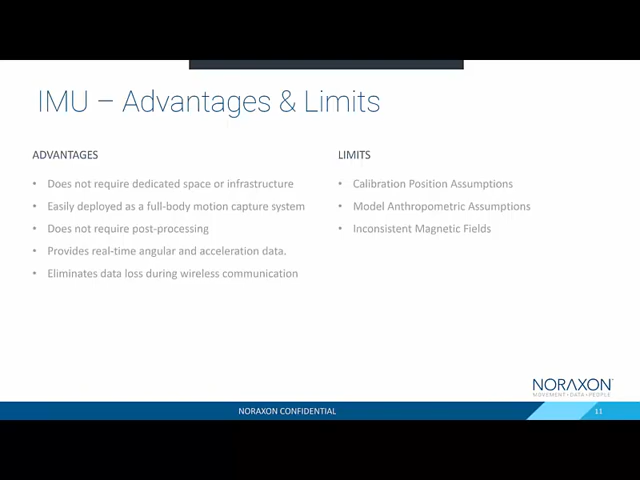 IMU – Advantages & Limits
ADVANTAGES
• Does not require dedicated space or infrastructure
• Easily deployed as a full-body motion capture system
• Does not require post-processing
• Provides real-time angular and acceleration data.
• Eliminates data loss during wireless communication
LIMITS
• Calibration Position Assumptions
• Model Anthropometric Assumptions
• Inconsistent Magnetic Fields
NORAXON
MOVEMENT • DATA • PEOPLE
NORAXON CONFIDENTIAL
11